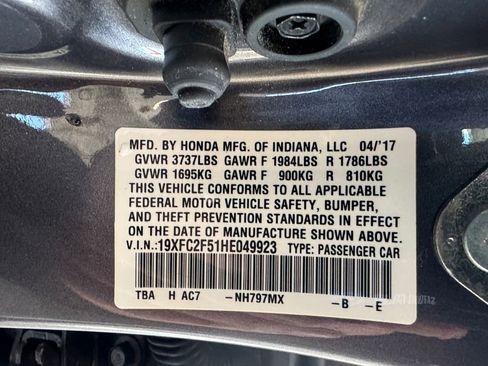 MFD. BY HONDA MFG. OF INDIANA, LLC 04/'17
GVWR 3737LBS GAWR F 1984LBS R 1786LBS
GVWR 1695KG GAWR F 900KG R 810KG
THIS VEHICLE CONFORMS TO ALL APPLICABLE
FEDERAL MOTOR VEHICLE SAFETY, BUMPER,
AND THEFT PREVENTION STANDARDS IN EFFECT
ON THE DATE OF MANUFACTURE SHOWN ABOVE.
V.I.N.:19XFC2F51HE049923 TYPE: PASSENGER CAR
TBA H AC7 -NH797MX -B -E